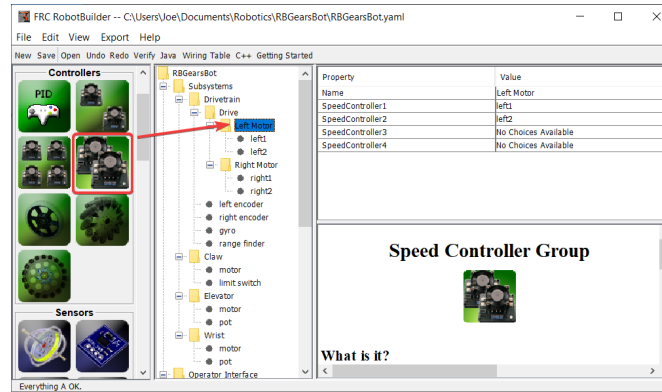 FRC RobotBuilder -- C:\Users\Joe\Documents\Robotics\RBGearsBot\RBGearsBot.yaml
File Edit View Export Help
New Save Open Undo Redo Verify Java Wiring Table C++ Getting Started
Controllers
PID
Sensors
RBGearsBot
Subsystems
Drivetrain
Drive
Left Motor
left1
left2
Right Motor
right1
right2
left encoder
right encoder
gyro
range finder
Claw
motor
limit switch
Elevator
motor
pot
Wrist
motor
pot
Operator Interface
Property Value
Name Left Motor
SpeedController1 left1
SpeedController2 left2
SpeedController3 No Choices Available
SpeedController4 No Choices Available
Speed Controller Group
What is it?
Everything A OK.